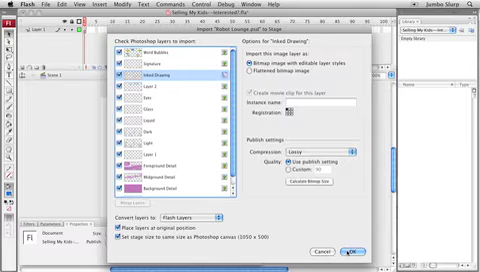 Flash File Edit View Insert Modify Text Commands Control Debug Window Help Jumbo Slurp
Selling My Kids - Interested?.fla*
Import "Robot Lounge.psd" to Stage
Check Photoshop layers to import:
Word Bubbles
Signature
Inked Drawing
Layer 2
Eyes
Glass
Liquid
Dark
Light
Layer 1
Foreground Detail
Midground Detail
Background Detail
Merge Layers
Convert layers to: Flash Layers
Place layers at original position
Set stage size to same size as Photoshop canvas (1050 x 500)
Options for "Inked Drawing"
Import this image layer as:
Bitmap image with editable layer styles
Flattened bitmap image
Create movie clip for this layer
Instance name:
Registration:
Publish settings
Compression: Lossy
Quality: Use publish setting
Custom: 90
Calculate Bitmap Size
Cancel
OK
Layer 1
Scene 1
Filters
Parameters
Properties
Document
Selling My Kids-...
Library
Selling My Kids - Interested?...
Empty library
Name